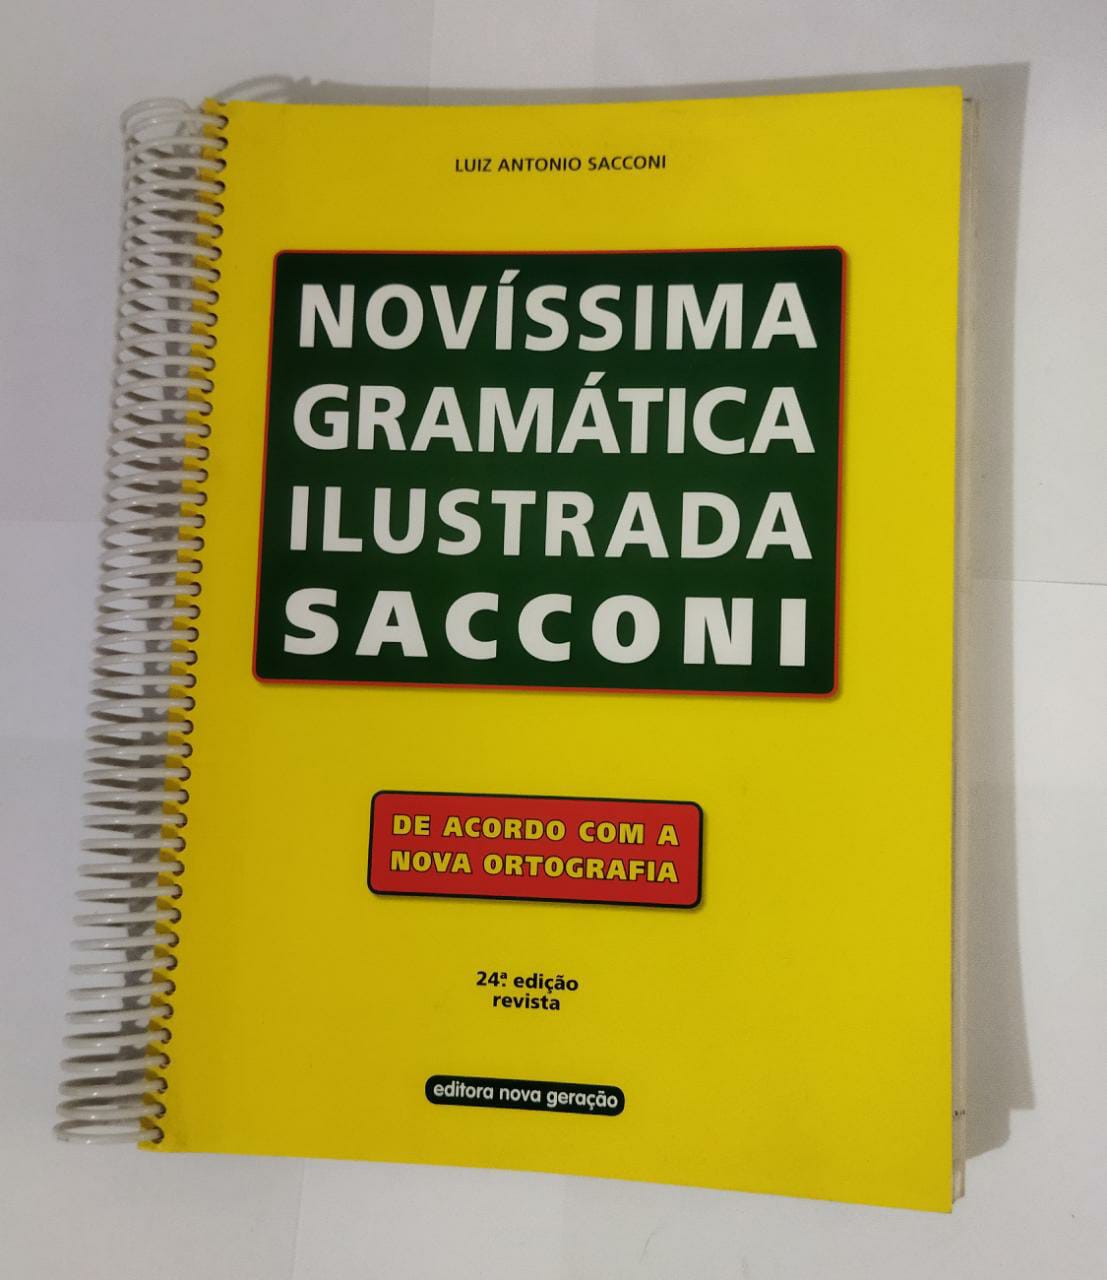 LUIZ ANTONIO SACCONI
NOVÍSSIMA
GRAMÁTICA
ILUSTRADA
SACCONI
DE ACORDO COM A
NOVA ORTOGRAFIA
24ª edição
revista
editora nova geração